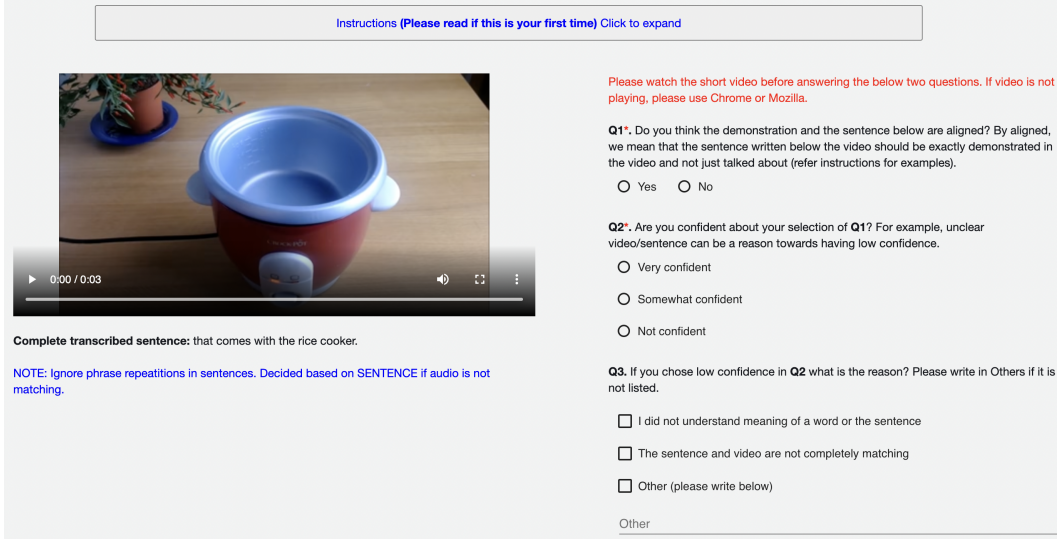 Instructions (Please read if this is your first time) Click to expand
0:00 / 0:03
Complete transcribed sentence: that comes with the rice cooker.
NOTE: Ignore phrase repeatitions in sentences. Decided based on SENTENCE if audio is not
matching.
Please watch the short video before answering the below two questions. If video is not
playing, please use Chrome or Mozilla.
Q1*. Do you think the demonstration and the sentence below are aligned? By aligned,
we mean that the sentence written below the video should be exactly demonstrated in
the video and not just talked about (refer instructions for examples).
Yes No
Q2*. Are you confident about your selection of Q1? For example, unclear
video/sentence can be a reason towards having low confidence.
Very confident
Somewhat confident
Not confident
Q3. If you chose low confidence in Q2 what is the reason? Please write in Others if it is
not listed.
I did not understand meaning of a word or the sentence
The sentence and video are not completely matching
Other (please write below)
Other